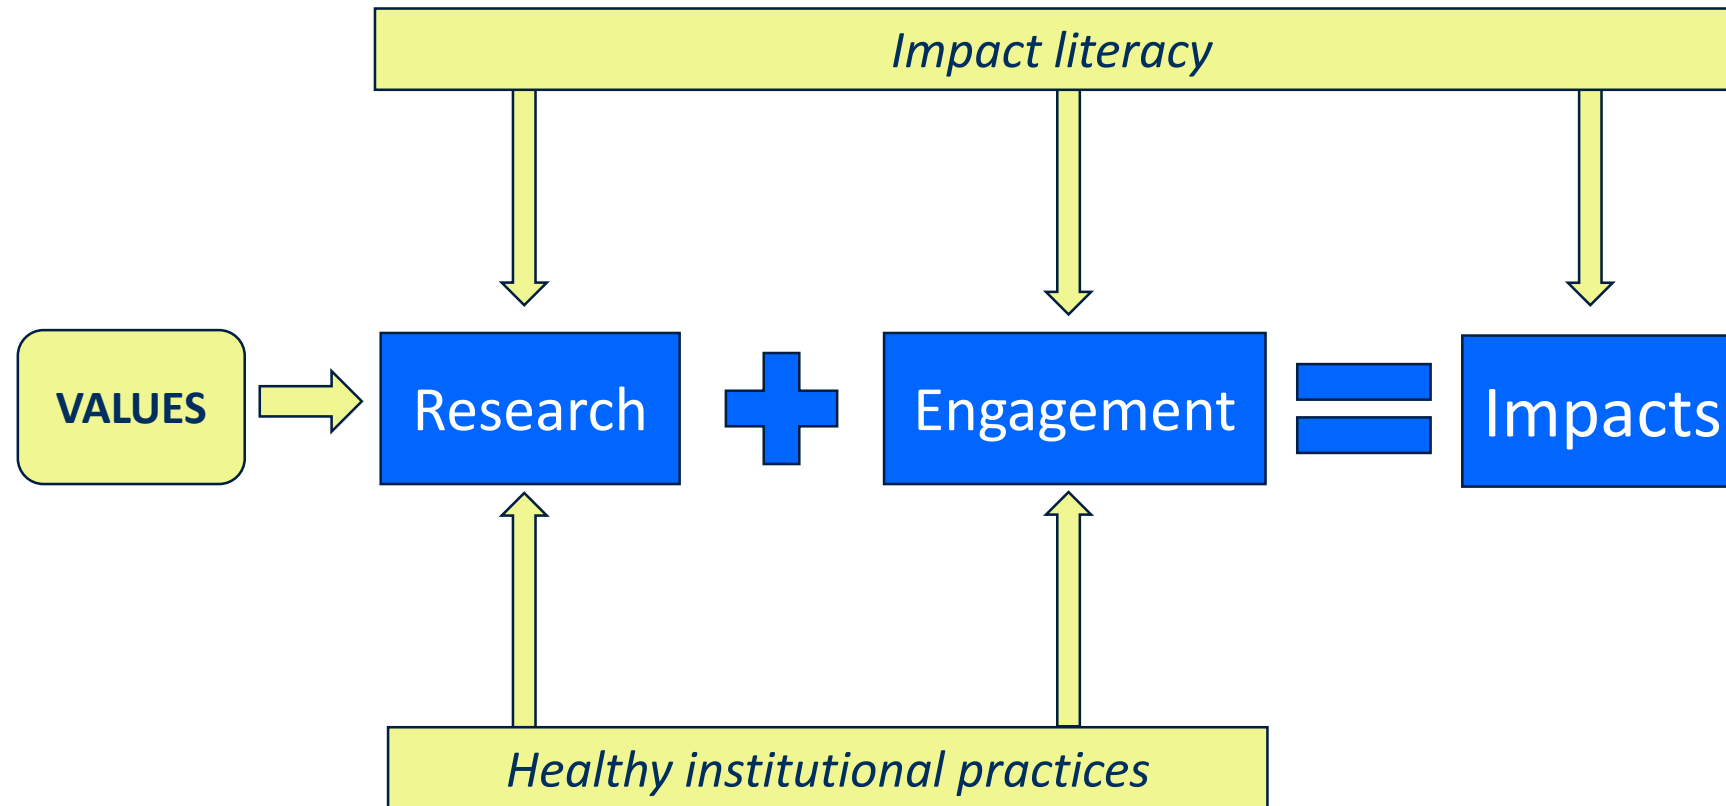 Impact literacy
VALUES
Research
Engagement
Impacts
Healthy institutional practices